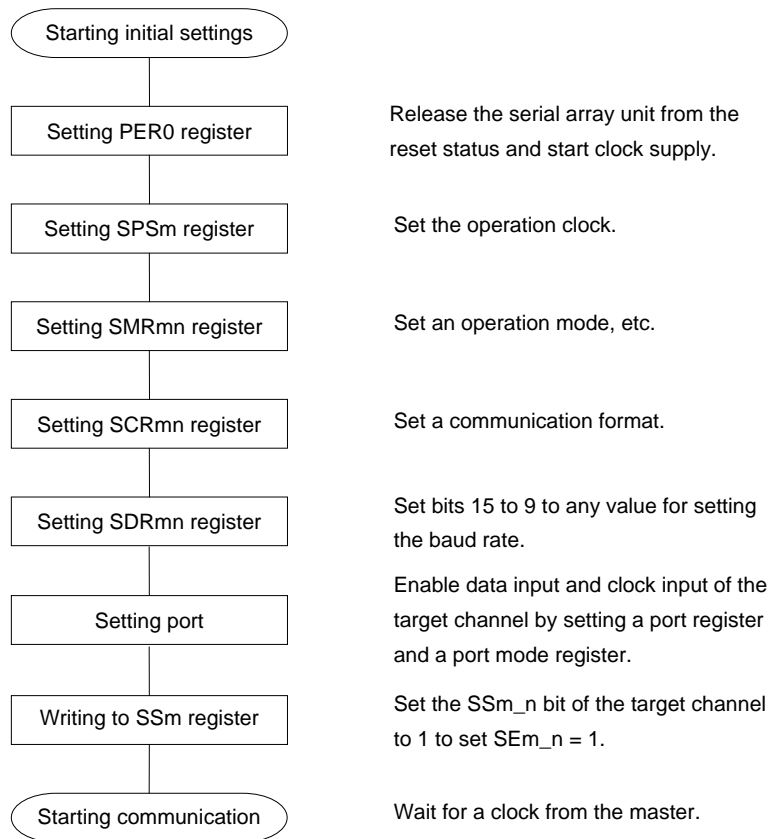 Starting initial settings
Setting PER0 register
Release the serial array unit from the
reset status and start clock supply.
Setting SPSm register
Set the operation clock.
Setting SMRmn register
Set an operation mode, etc.
Setting SCRmn register
Set a communication format.
Setting SDRmn register
Set bits 15 to 9 to any value for setting
the baud rate.
Setting port
Enable data input and clock input of the
target channel by setting a port register
and a port mode register.
Writing to SSm register
Set the SSm_n bit of the target channel
to 1 to set SEm_n = 1.
Starting communication
Wait for a clock from the master.